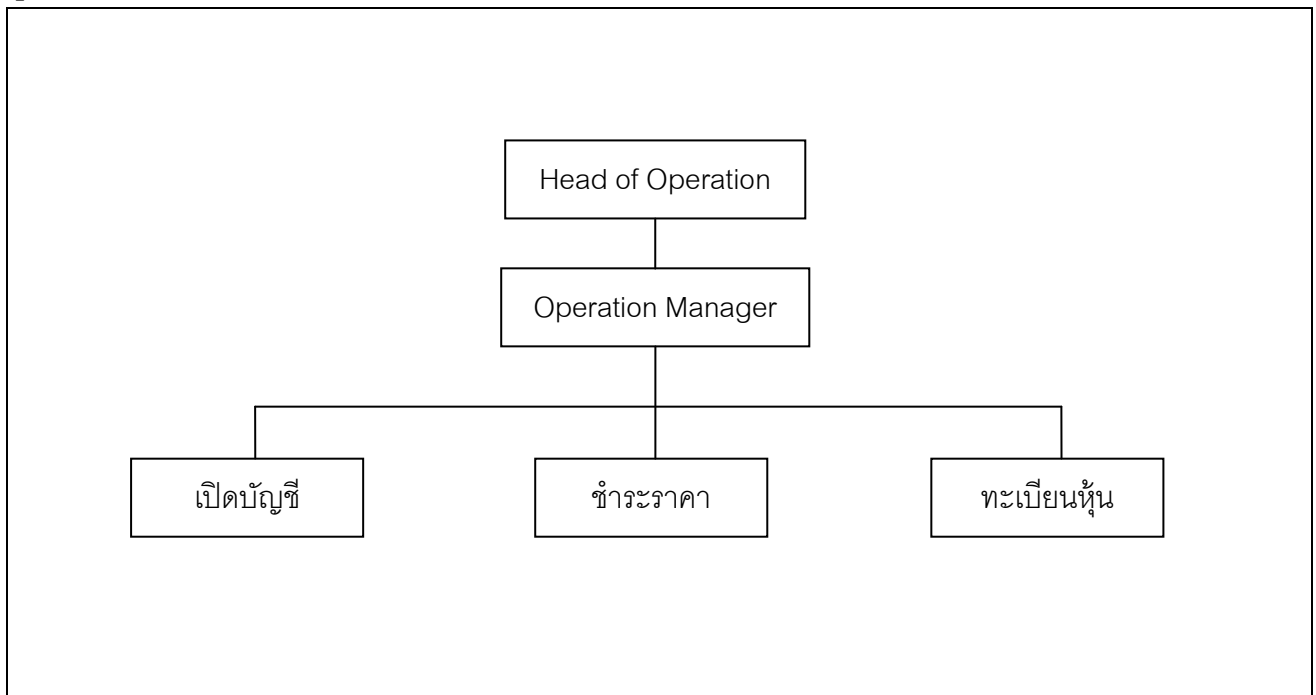 Head of Operation
Operation Manager
เปิดบัญชี
ชำระราคา
ทะเบียนหุ้น